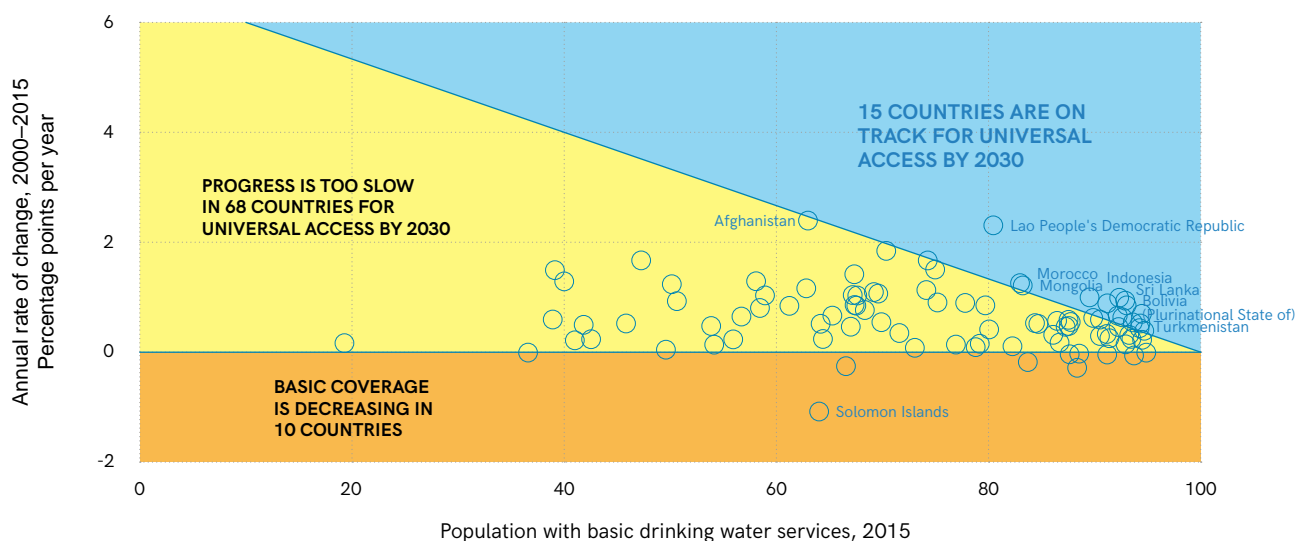 6
4
2
0
-2
0
20
40
60
80
100
Annual rate of change, 2000–2015
Percentage points per year
Population with basic drinking water services, 2015
15 COUNTRIES ARE ON
TRACK FOR UNIVERSAL
ACCESS BY 2030
PROGRESS IS TOO SLOW
IN 68 COUNTRIES FOR
UNIVERSAL ACCESS BY 2030
BASIC COVERAGE
IS DECREASING IN
10 COUNTRIES
Afghanistan
Lao People's Democratic Republic
Morocco
Indonesia
Mongolia
Sri Lanka
Bolivia
(Plurinational State of)
Turkmenistan
Solomon Islands